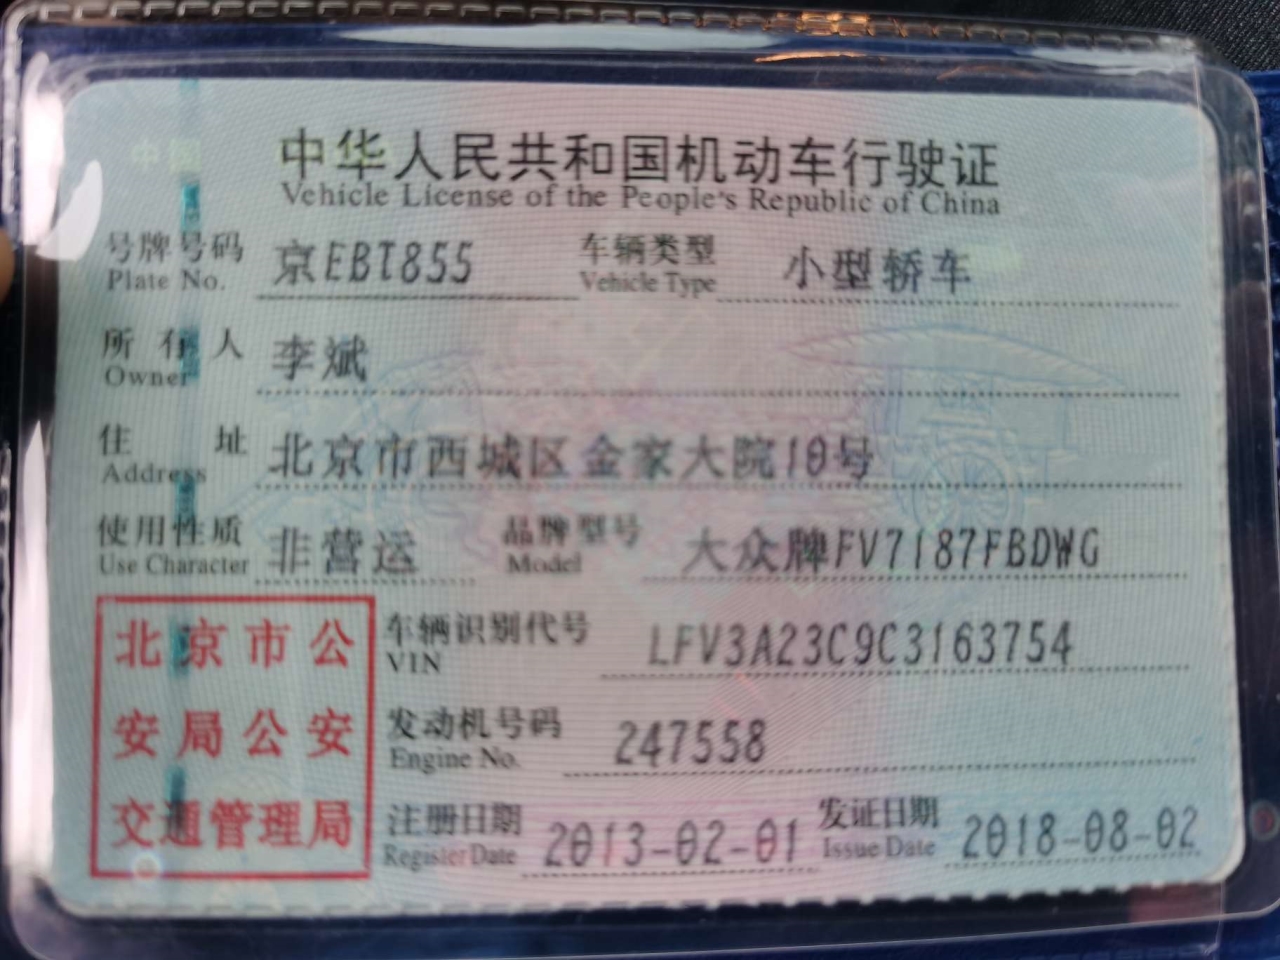 中华人民共和国机动车行驶证
Vehicle License of the People's Republic of China
号牌号码 京EBT855 车辆类型 小型轿车
Plate No. Vehicle Type
所有人 李斌
Owner
住址 北京市西城区金家大院10号
Address
使用性质 非营运 品牌型号 大众牌FV7187FBDWG
Use Character Model
车辆识别代号 LFV3A23C9C3163754
VIN
发动机号码 247558
Engine No.
注册日期 2013-02-01 发证日期 2018-08-02
Register Date Issue Date
北京市公
安局公安
交通管理局